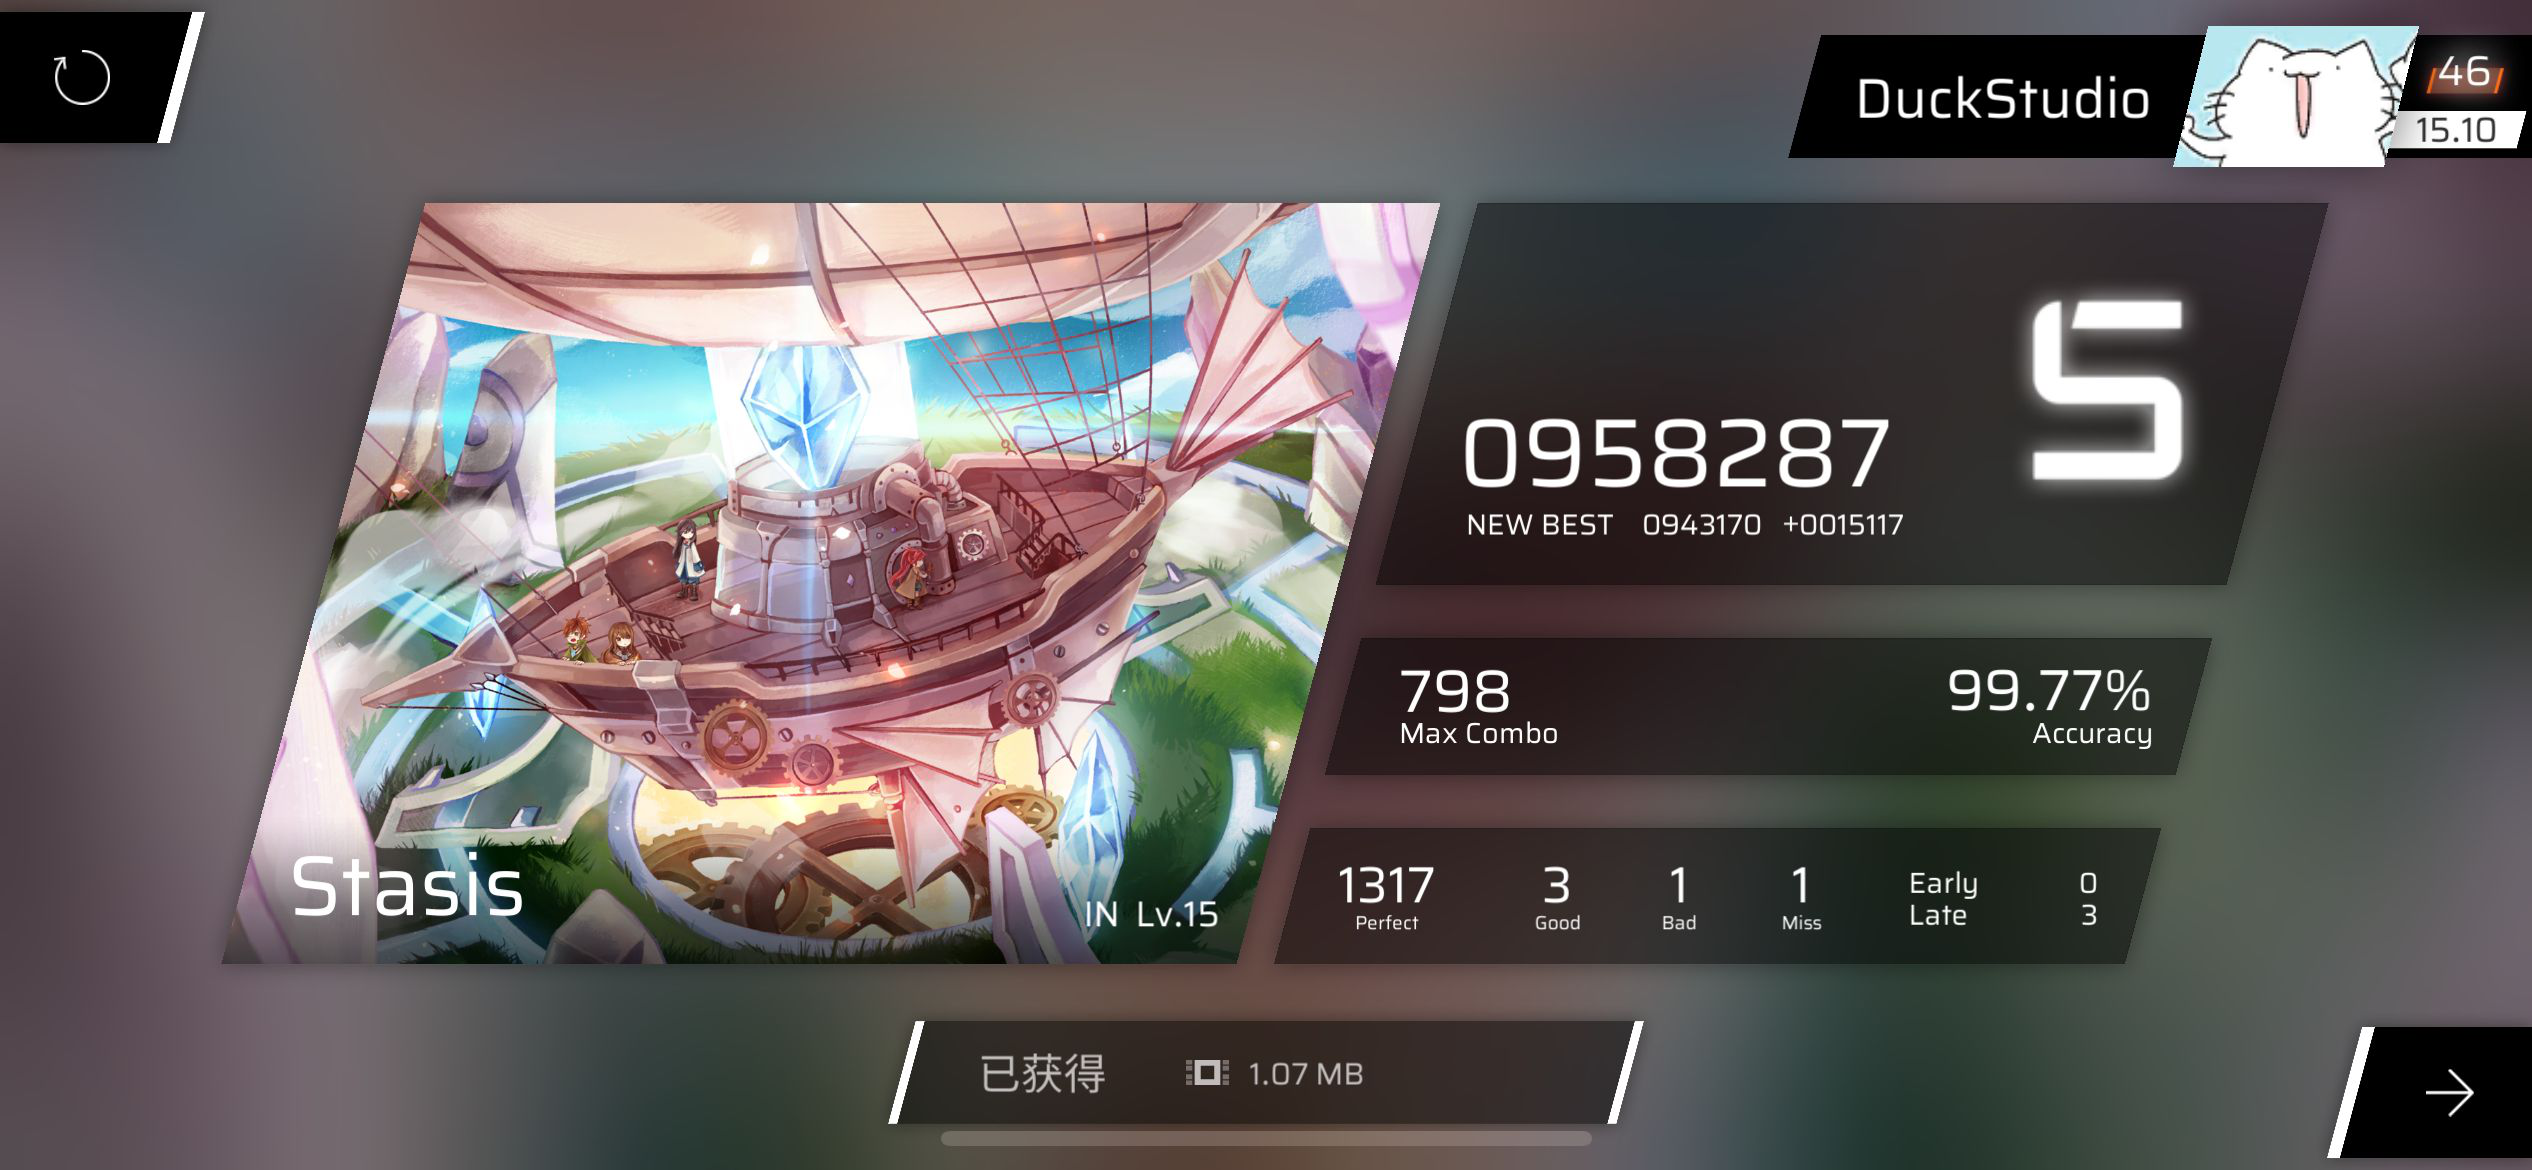 DuckStudio
46
15.10
0958287
S
NEW BEST 0943170 +0015117
798
Max Combo
99.77%
Accuracy
1317
Perfect
3
Good
1
Bad
1
Miss
Early 0
Late 3
Stasis
IN Lv.15
已获得 1.07 MB